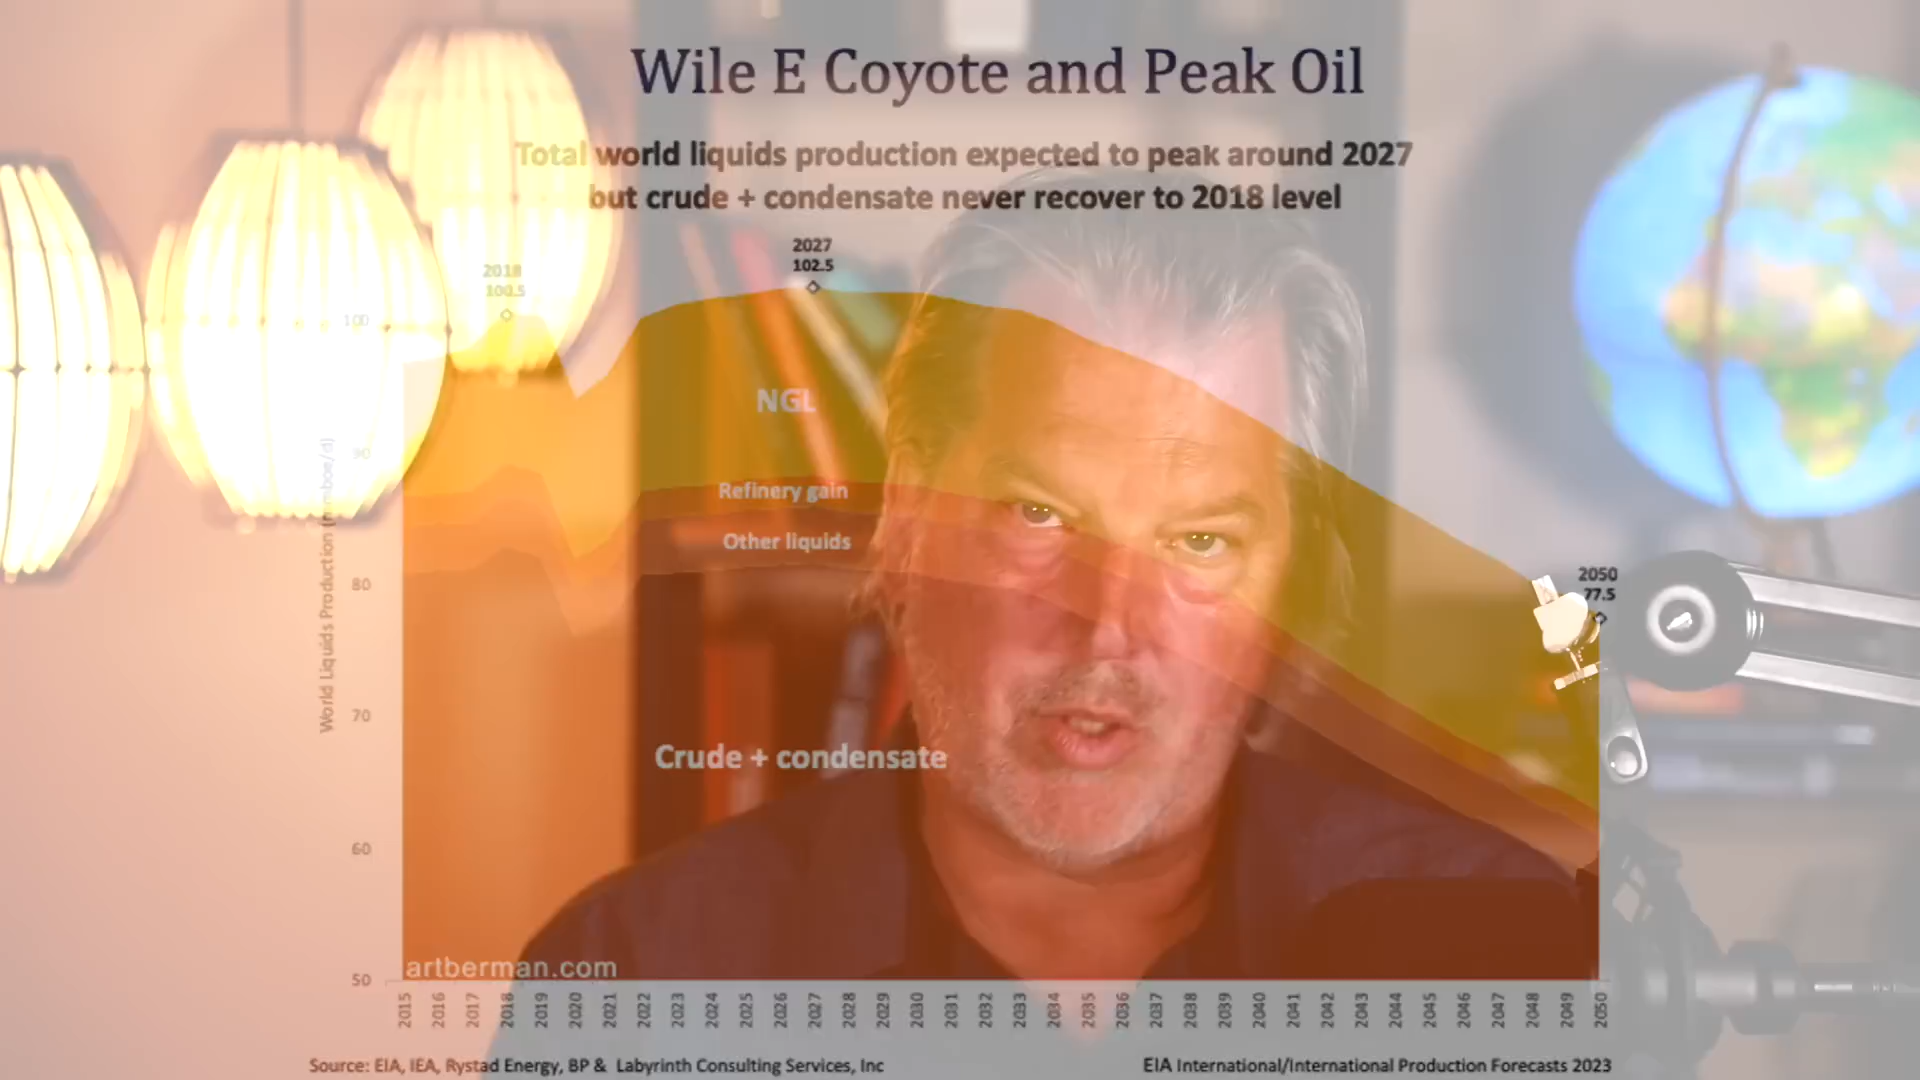 Wile E Coyote and Peak Oil
Total world liquids production expected to peak around 2027
but crude + condensate never recover to 2018 level
2027
102.5
2018
100.5
100
NGL
90
Refinery gain
Other liquids
2050
77.5
80
World Liquids Production (mmboe/d)
70
Crude + condensate
60
artberman.com
50
2015 2016 2017 2018 2019 2020 2021 2022 2023 2024 2025 2026 2027 2028 2029 2030 2031 2032 2033 2034 2035 2036 2037 2038 2039 2040 2041 2042 2043 2044 2045 2046 2047 2048 2049 2050
Source: EIA, IEA, Rystad Energy, BP & Labyrinth Consulting Services, Inc
EIA International/International Production Forecasts 2023